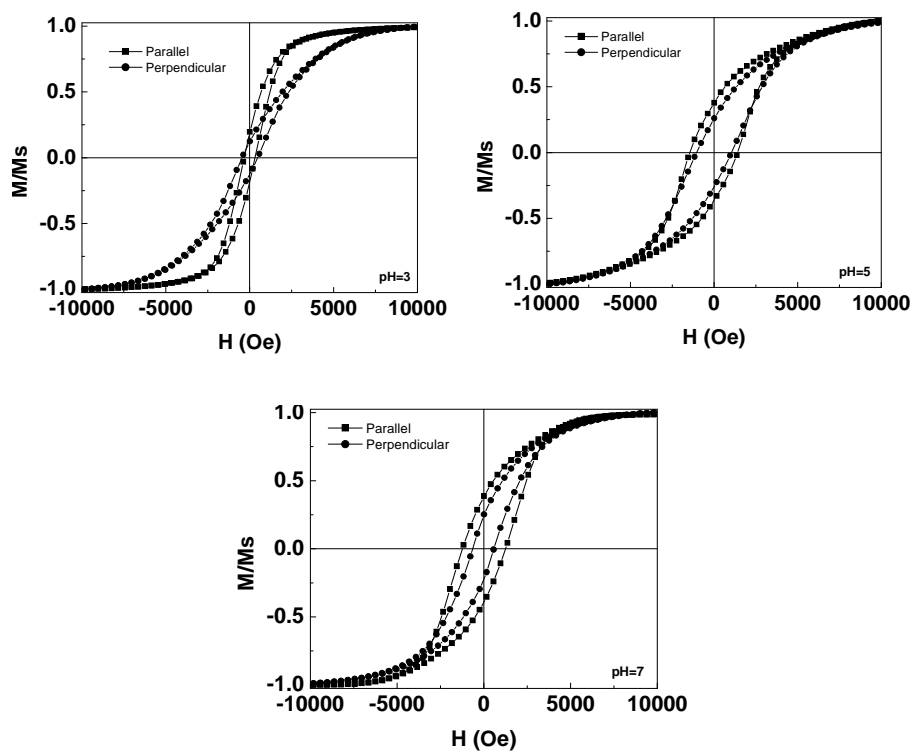 1.0
Parallel
Perpendicular
0.5
M/Ms
0.0
-0.5
-1.0
pH=3
-10000 -5000 0 5000 10000
H (Oe)
1.0
Parallel
Perpendicular
0.5
M/Ms
0.0
-0.5
-1.0
pH=5
-10000 -5000 0 5000 10000
H (Oe)
1.0
Parallel
Perpendicular
0.5
M/Ms
0.0
-0.5
-1.0
pH=7
-10000 -5000 0 5000 10000
H (Oe)